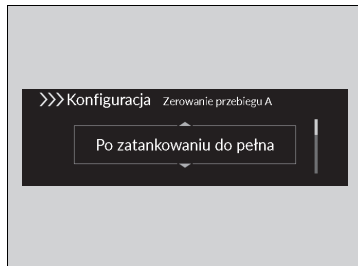 >>> Konfiguracja Zerowanie przebiegu A
Po zatankowaniu do pełna